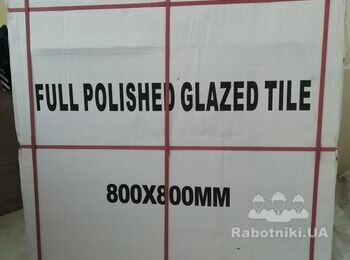 FULL POLISHED GLAZED TILE
800X800MM
Rabotniki.UA